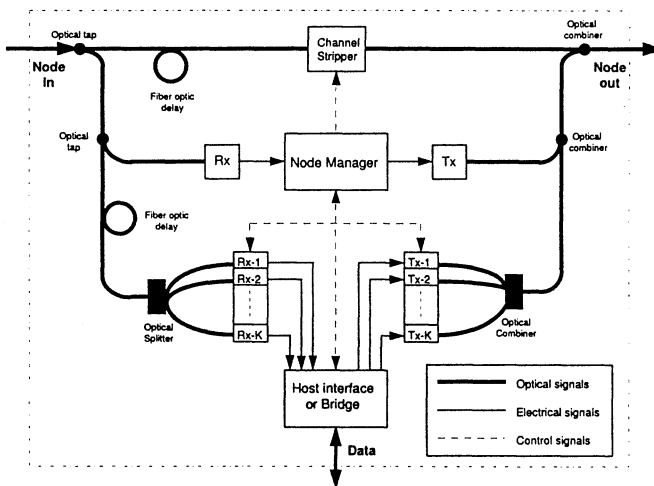 Optical tap
Optical
combiner
Node
In
Channel
Stripper
Node
out
Fiber optic
delay
Optical
tap
Rx
Node Manager
Tx
Optical
combiner
Fiber optic
delay
Rx-1
Rx-2
Rx-K
Tx-1
Tx-2
Tx-K
Optical
Splitter
Optical
Combiner
Host interface
or Bridge
Data
Optical signals
Electrical signals
Control signals